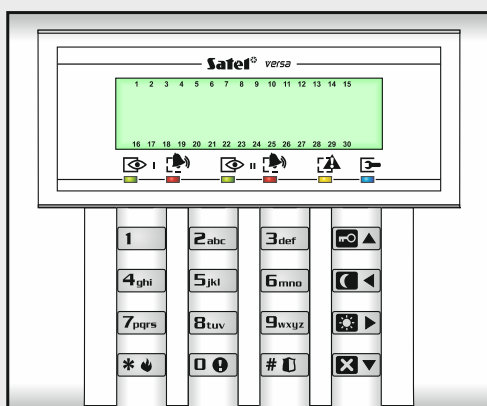 Satel versa
1 2 3 4 5 6 7 8 9 10 11 12 13 14 15
16 17 18 19 20 21 22 23 24 25 26 27 28 29 30
I II
1 2abc 3def
4ghi 5jkl 6mno
7pqrs 8tuv 9wxyz
* 0 #